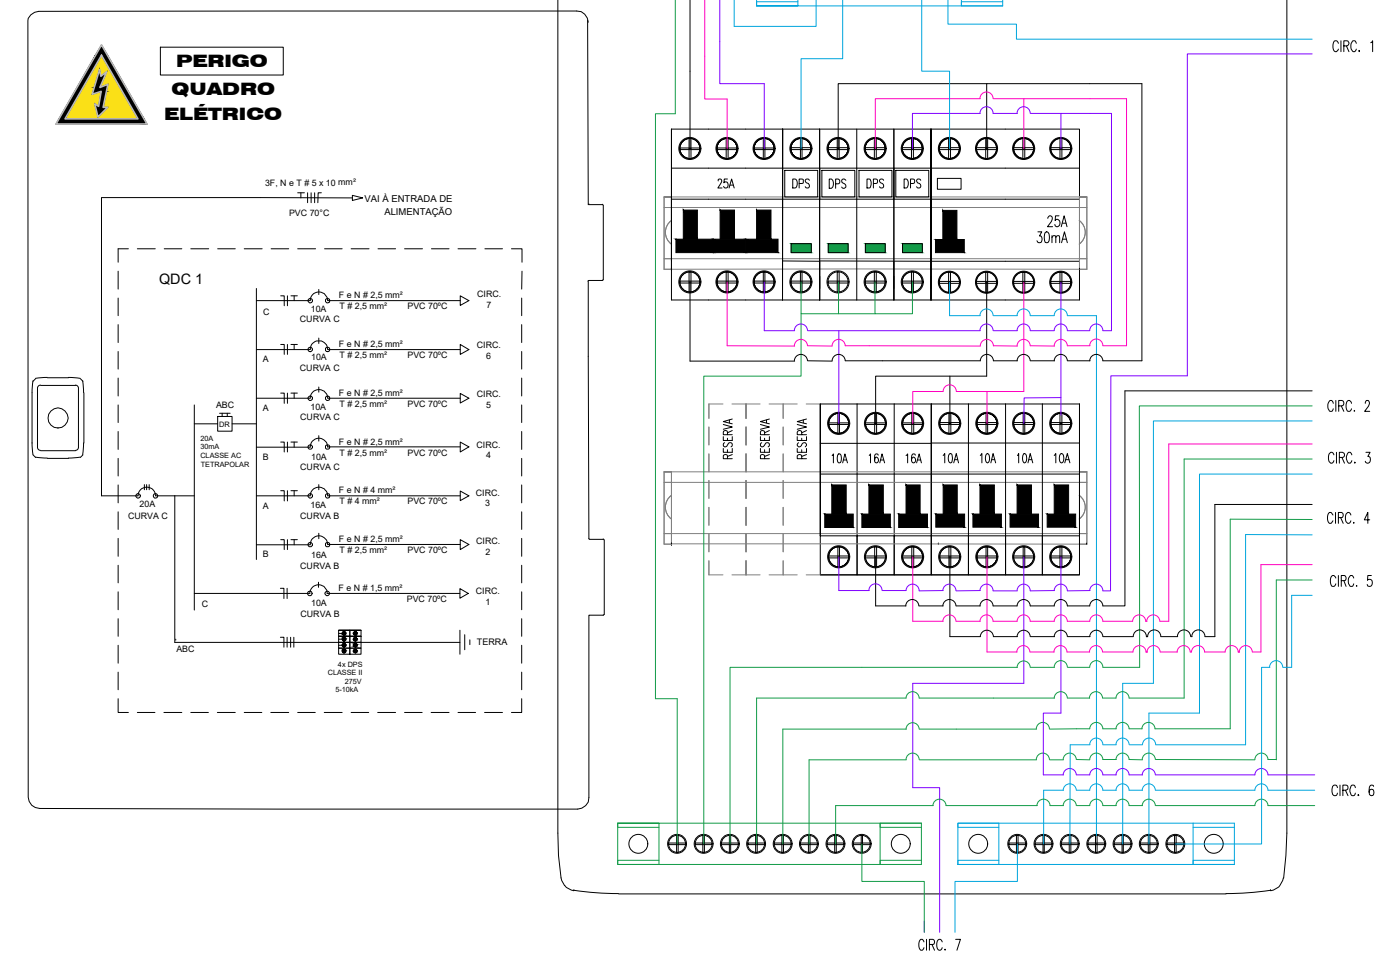 PERIGO
QUADRO
ELÉTRICO
3F, N e T # 5 x 10 mm²
PVC 70°C
VAI À ENTRADA DE
ALIMENTAÇÃO
QDC 1
C
F e N # 2,5 mm²
T # 2,5 mm²
PVC 70ºC
10A
CURVA C
CIRC.
7
A
F e N # 2,5 mm²
T # 2,5 mm²
PVC 70ºC
10A
CURVA C
CIRC.
6
A
F e N # 2,5 mm²
T # 2,5 mm²
PVC 70ºC
10A
CURVA C
CIRC.
5
ABC
DR
20A
30mA
CLASSE AC
TETRAPOLAR
B
F e N # 2,5 mm²
T # 2,5 mm²
PVC 70ºC
10A
CURVA C
CIRC.
4
A
F e N # 4 mm²
T # 4 mm²
PVC 70ºC
16A
CURVA B
CIRC.
3
20A
CURVA C
B
F e N # 2,5 mm²
T # 2,5 mm²
PVC 70ºC
16A
CURVA B
CIRC.
2
C
F e N # 1,5 mm²
PVC 70ºC
10A
CURVA B
CIRC.
1
ABC
TERRA
4x DPS
CLASSE II
275V
5-10kA
25A
DPS
DPS
DPS
DPS
25A
30mA
RESERVA
RESERVA
RESERVA
10A
16A
16A
10A
10A
10A
10A
CIRC. 1
CIRC. 2
CIRC. 3
CIRC. 4
CIRC. 5
CIRC. 6
CIRC. 7